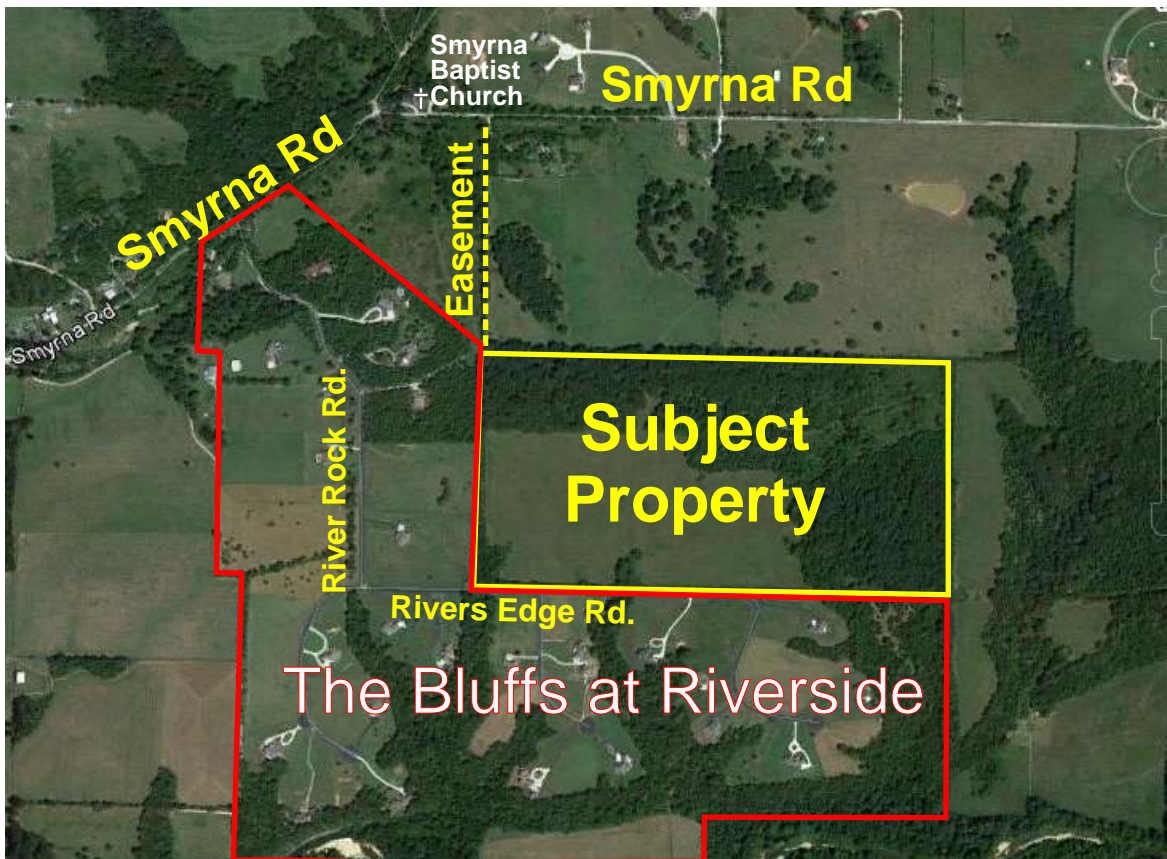 Smyrna
Baptist
†Church
Smyrna Rd
Smyrna Rd
Easement
Smyrna Rd
River Rock Rd.
Subject
Property
Rivers Edge Rd.
The Bluffs at Riverside